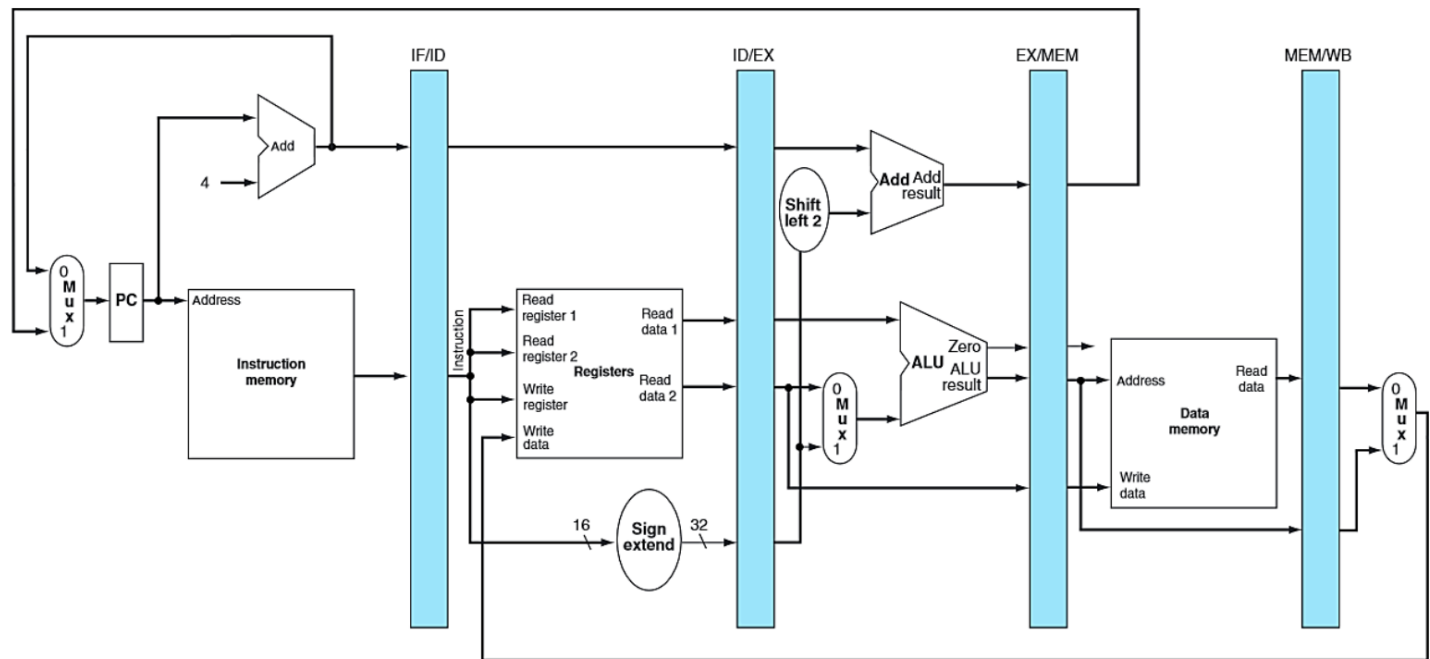 IF/ID
ID/EX
EX/MEM
MEM/WB
Add
4
Add Add
result
Shift
left 2
0
M
u
x
1
PC
Address
Instruction
memory
Instruction
Read
register 1
Read
register 2
Write
register
Write
data
Registers
Read
data 1
Read
data 2
16
Sign
extend
32
0
M
u
x
1
ALU
Zero
ALU
result
Address
Read
data
Data
memory
Write
data
0
M
u
x
1